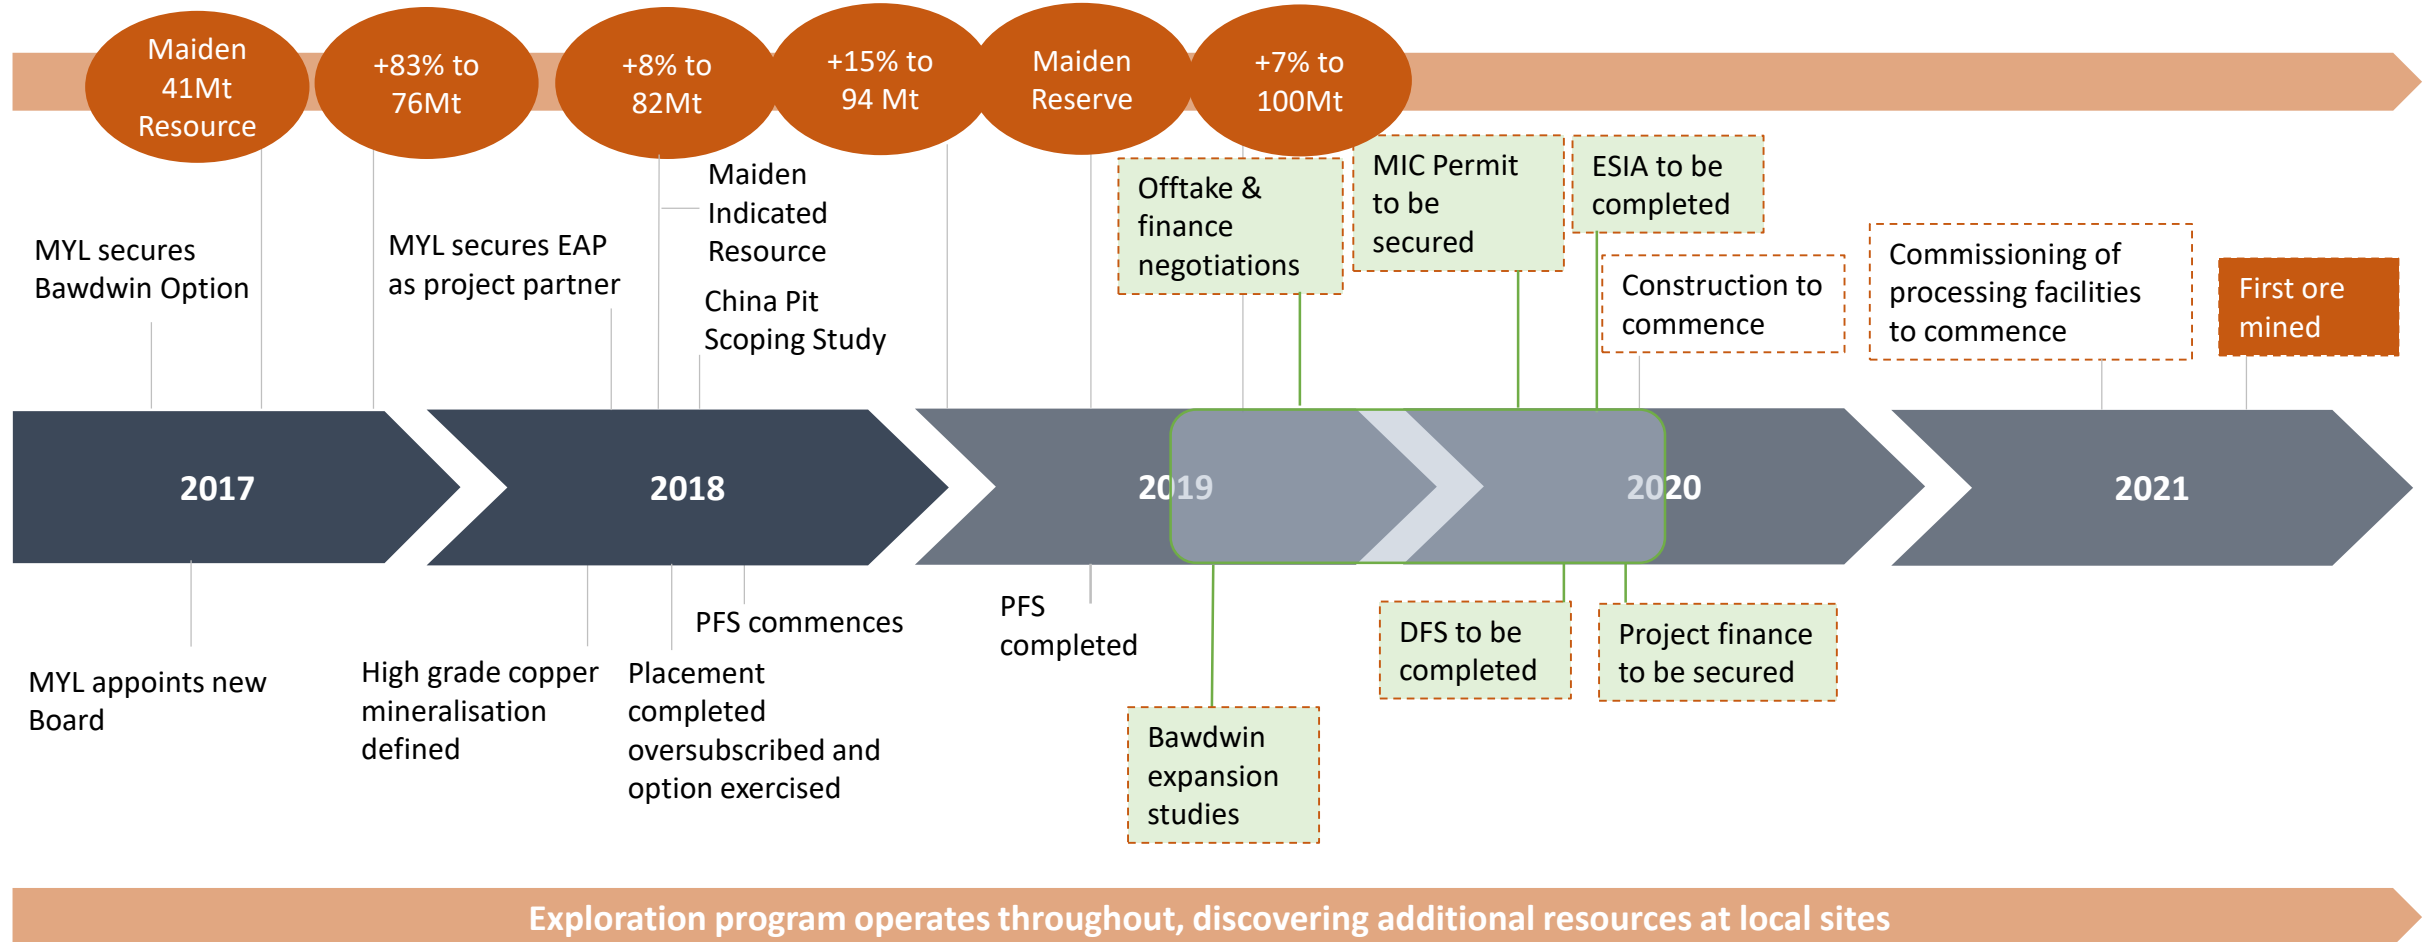 Maiden
41Mt
Resource
+83% to
76Mt
+8% to
82Mt
+15% to
94 Mt
Maiden
Reserve
+7% to
100Mt
MYL secures
Bawdwin Option
MYL secures EAP
as project partner
Maiden
Indicated
Resource
China Pit
Scoping Study
Offtake &
finance
negotiations
MIC Permit
to be
secured
ESIA to be
completed
Construction to
commence
Commissioning of
processing facilities
to commence
First ore
mined
2017
2018
2019
2020
2021
MYL appoints new
Board
High grade copper
mineralisation
defined
Placement
completed
oversubscribed and
option exercised
PFS commences
PFS
completed
Bawdwin
expansion
studies
DFS to be
completed
Project finance
to be secured
Exploration program operates throughout, discovering additional resources at local sites